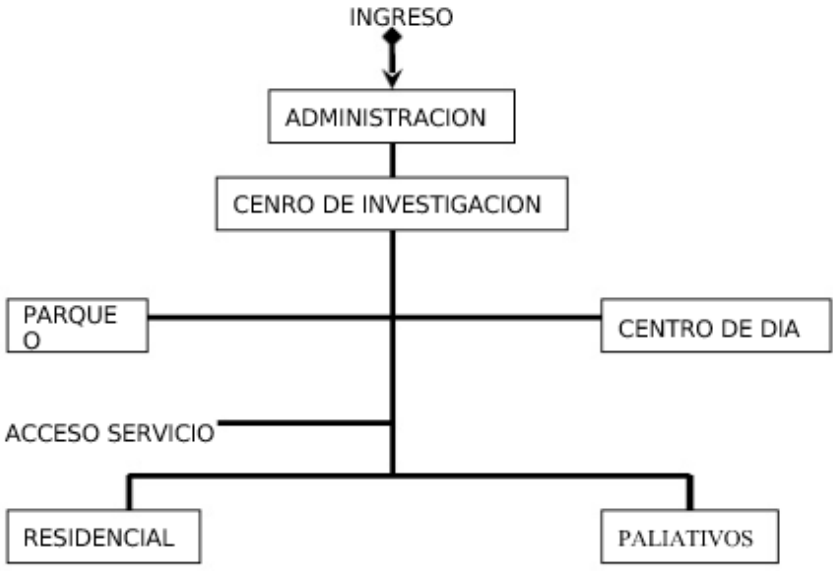 INGRESO
ADMINISTRACION
CENRO DE INVESTIGACION
PARQUE
O
CENTRO DE DIA
ACCESO SERVICIO
RESIDENCIAL
PALIATIVOS